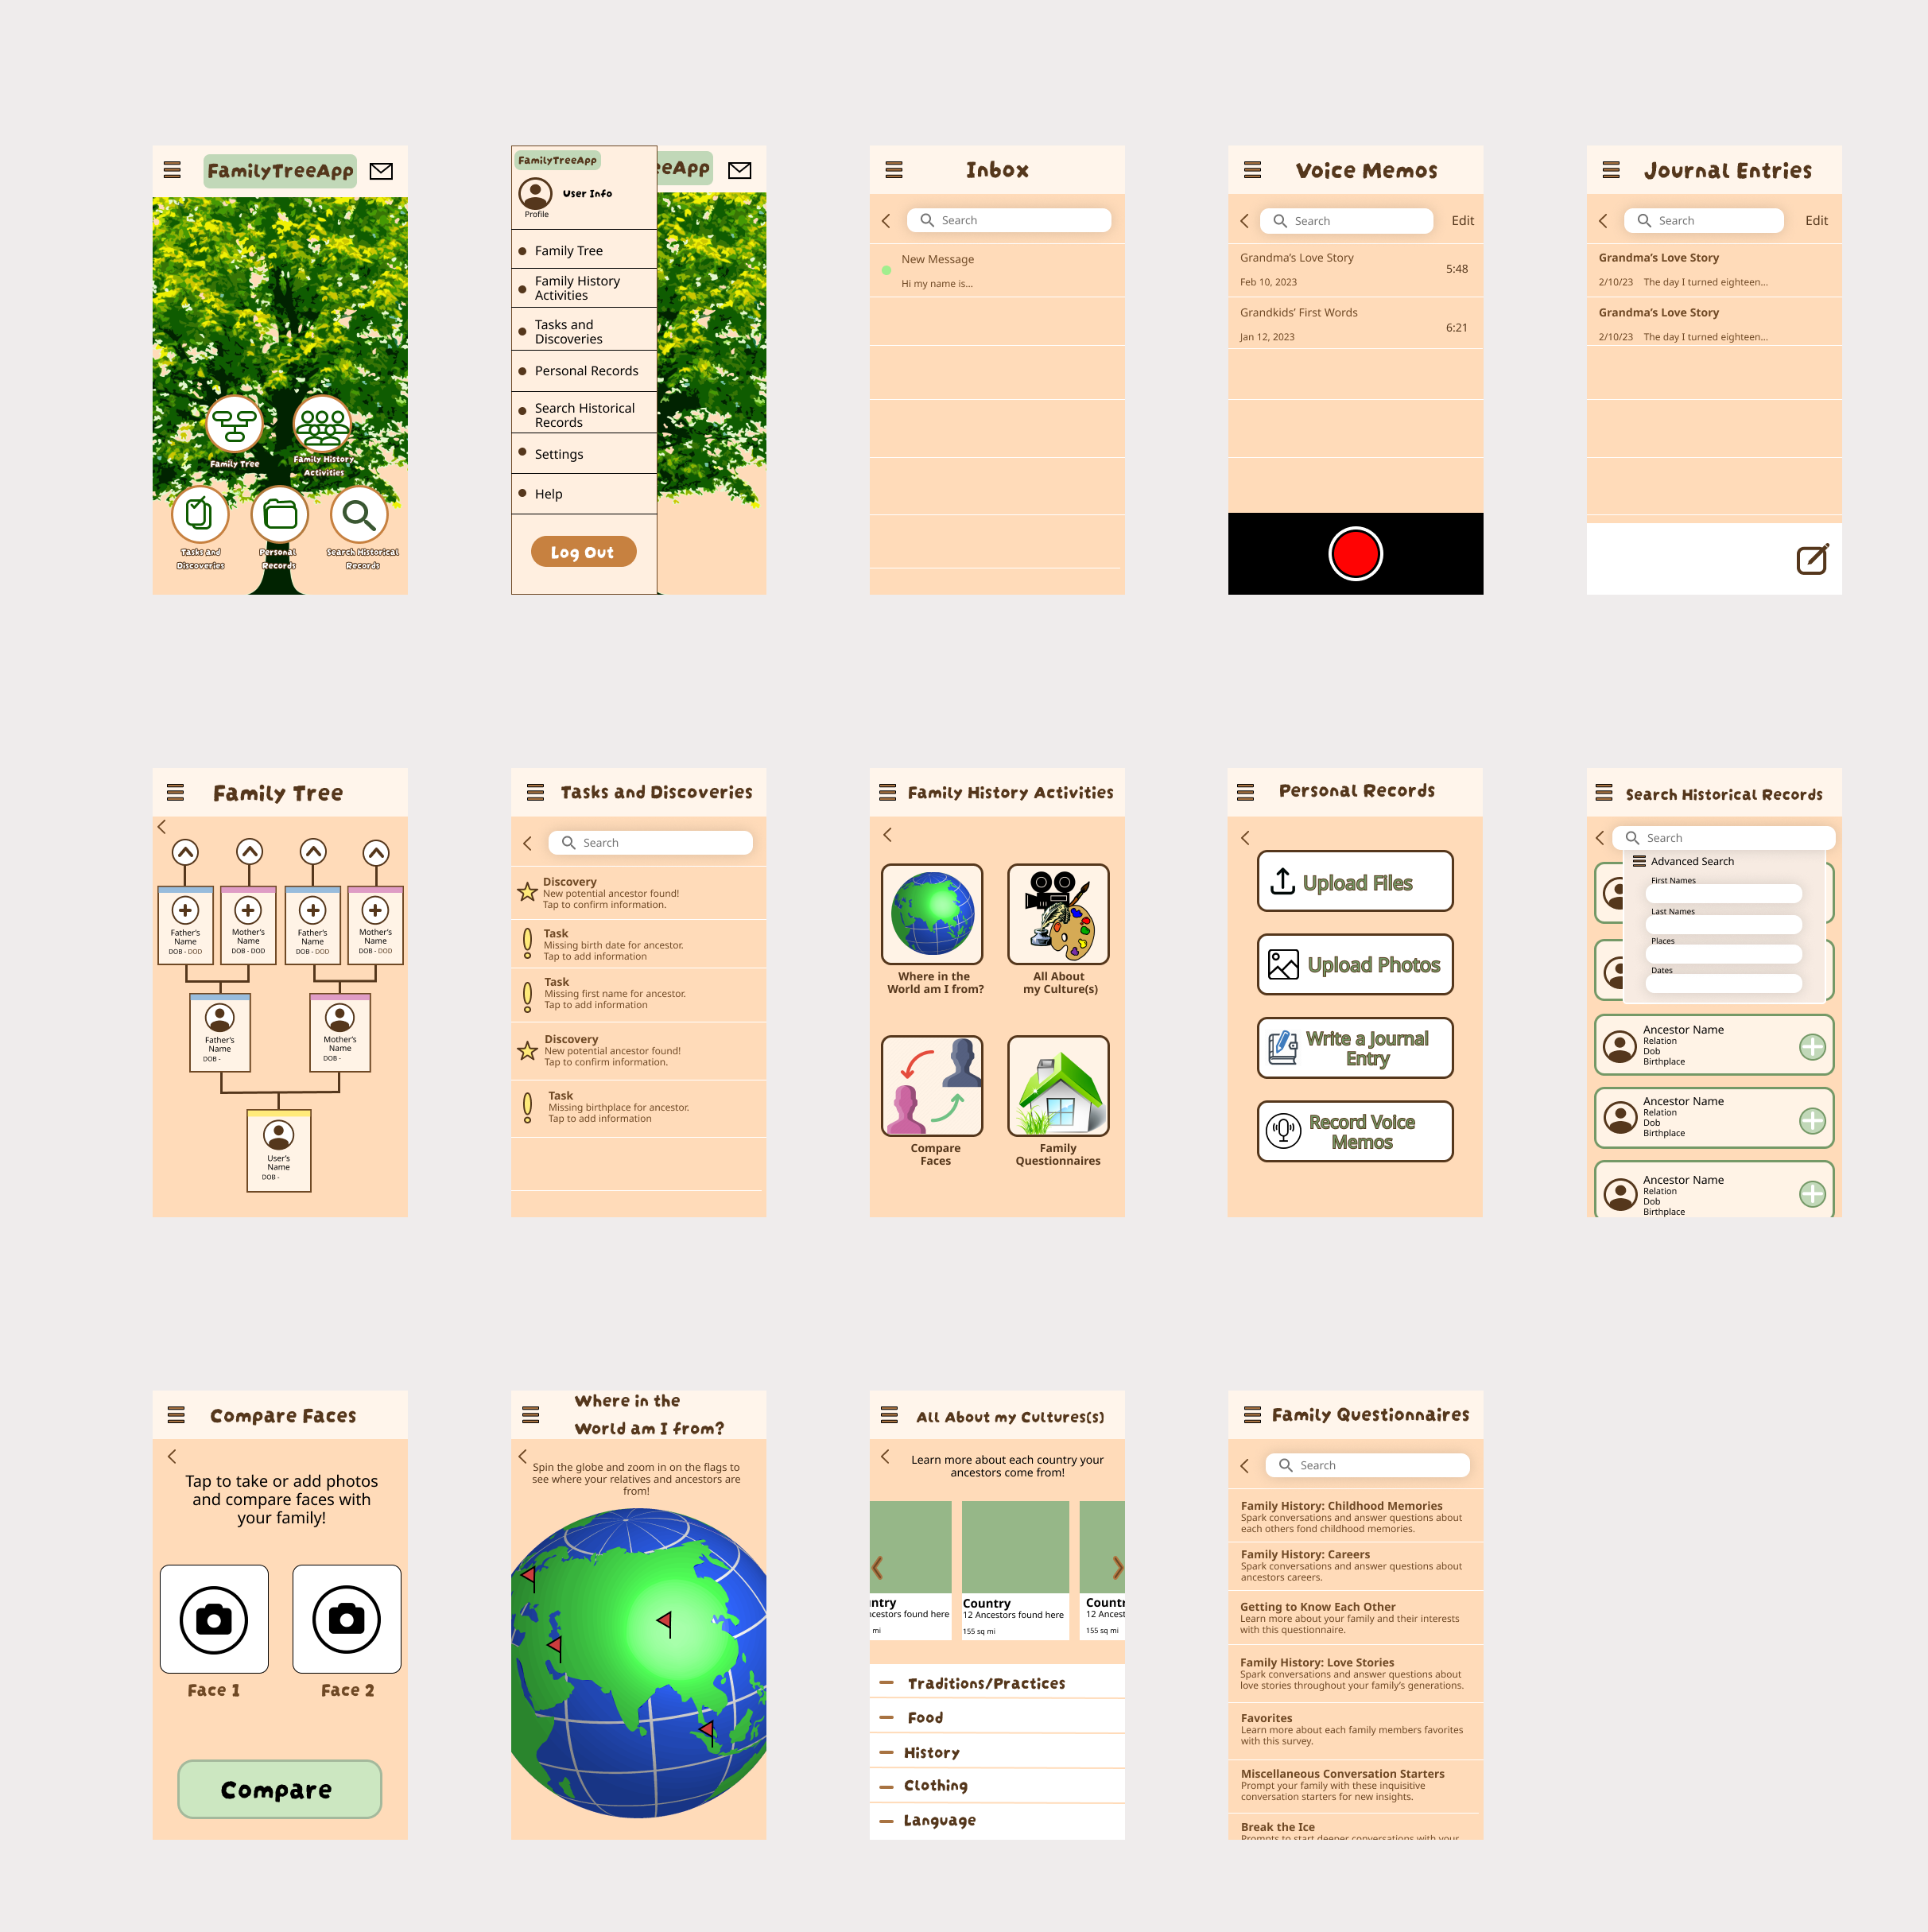 FamilyTreeApp
Family Tree
Family History
Activities
Tasks and
Discoveries
Personal
Records
Search Historical
Records
FamilyTreeApp
eeApp
User Info
Profile
Family Tree
Family History
Activities
Tasks and
Discoveries
Personal Records
Search Historical
Records
Settings
Help
Log Out
Inbox
Search
New Message
Hi my name is...
Voice Memos
Search
Edit
Grandma's Love Story
5:48
Feb 10, 2023
Grandkids' First Words
6:21
Jan 12, 2023
Journal Entries
Search
Edit
Grandma's Love Story
2/10/23 The day I turned eighteen...
Grandma's Love Story
2/10/23 The day I turned eighteen...
Family Tree
Father's
Name
DOB - DOD
Mother's
Name
DOB - DOD
Father's
Name
DOB - DOD
Mother's
Name
DOB - DOD
Father's
Name
DOB -
Mother's
Name
DOB -
User's
Name
DOB -
Tasks and Discoveries
Search
Discovery
New potential ancestor found!
Tap to confirm information.
Task
Missing birth date for ancestor.
Tap to add information
Task
Missing first name for ancestor.
Tap to add information
Discovery
New potential ancestor found!
Tap to confirm information.
Task
Missing birthplace for ancestor.
Tap to add information
Family History Activities
Where in the
World am I from?
All About
my Culture(s)
Compare
Faces
Family
Questionnaires
Personal Records
Upload Files
Upload Photos
Write a Journal
Entry
Record Voice
Memos
Search Historical Records
Search
Advanced Search
First Names
Last Names
Places
Dates
Ancestor Name
Relation
Dob
Birthplace
Ancestor Name
Relation
Dob
Birthplace
Ancestor Name
Relation
Dob
Birthplace
Compare Faces
Tap to take or add photos
and compare faces with
your family!
Face 1
Face 2
Compare
Where in the
World am I from?
Spin the globe and zoom in on the flags to
see where your relatives and ancestors are
from!
All About my Cultures(s)
Learn more about each country your
ancestors come from!
untry
ncestors found here
mi
Country
12 Ancestors found here
155 sq mi
Countr
12 Ancest
155 sq mi
Traditions/Practices
Food
History
Clothing
Language
Family Questionnaires
Search
Family History: Childhood Memories
Spark conversations and answer questions about
each others fond childhood memories.
Family History: Careers
Spark conversations and answer questions about
ancestors careers.
Getting to Know Each Other
Learn more about your family and their interests
with this questionnaire.
Family History: Love Stories
Spark conversations and answer questions about
love stories throughout your family's generations.
Favorites
Learn more about each family members favorites
with this survey.
Miscellaneous Conversation Starters
Prompt your family with these inquisitive
conversation starters for new insights.
Break the Ice
Prompts to start deeper conversations with your